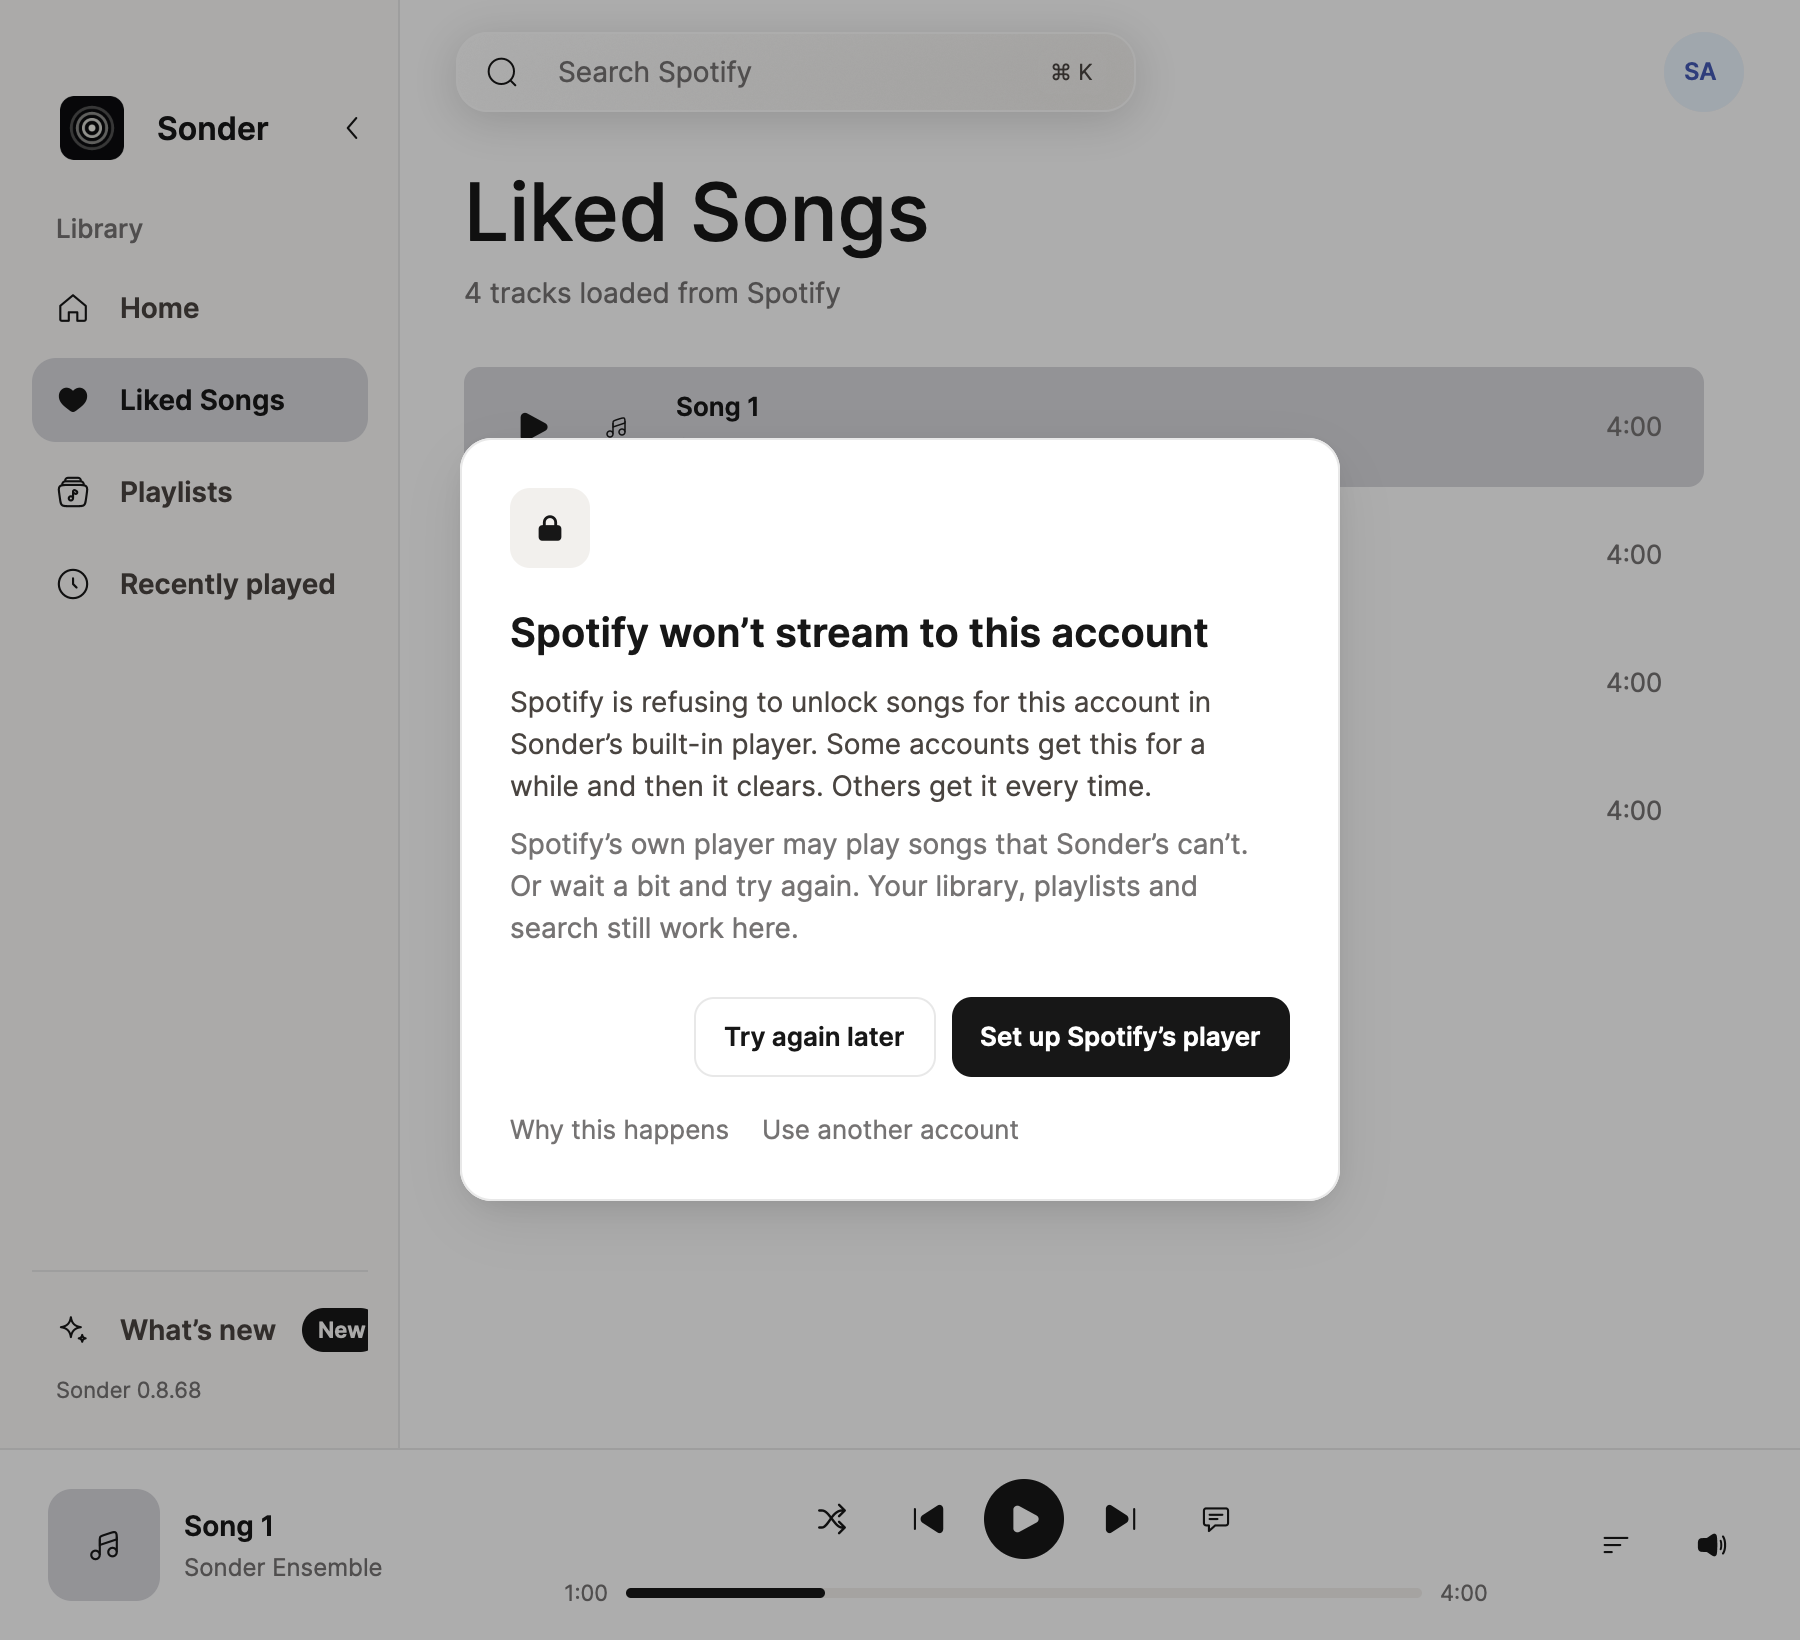 Search Spotify
⌘ K
SA
Sonder
Library
Home
Liked Songs
Playlists
Recently played
Liked Songs
4 tracks loaded from Spotify
Song 1
4:00
4:00
4:00
4:00
Spotify won’t stream to this account
Spotify is refusing to unlock songs for this account in
Sonder’s built-in player. Some accounts get this for a
while and then it clears. Others get it every time.
Spotify’s own player may play songs that Sonder’s can’t.
Or wait a bit and try again. Your library, playlists and
search still work here.
Try again later
Set up Spotify’s player
Why this happens
Use another account
What’s new
New
Sonder 0.8.68
Song 1
Sonder Ensemble
1:00
4:00